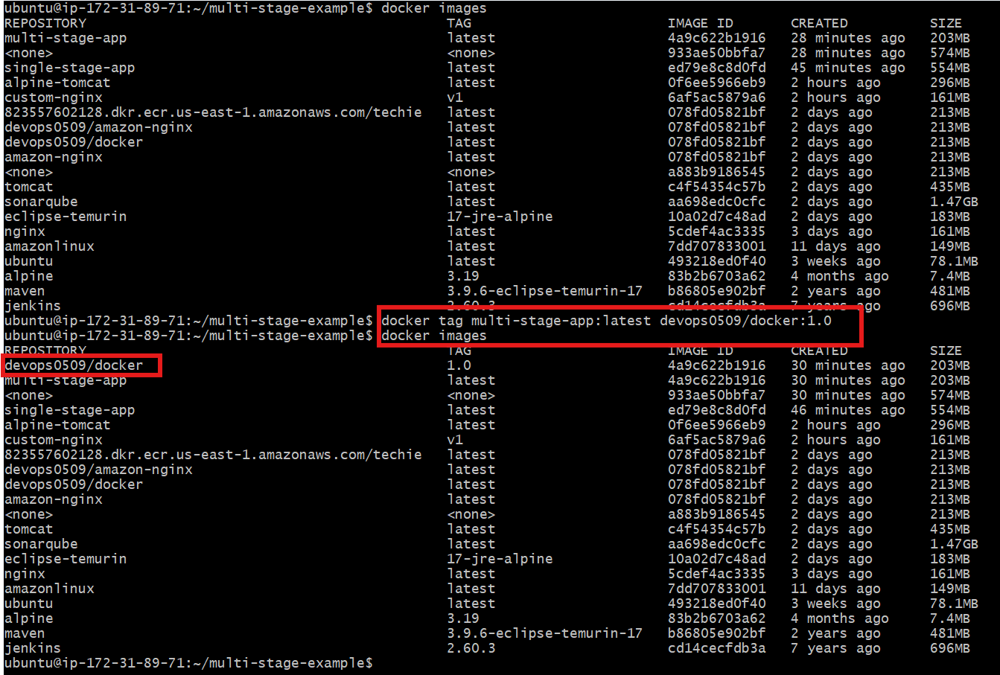 ubuntu@ip-172-31-89-71:~/multi-stage-example$ docker images
REPOSITORY TAG IMAGE ID CREATED SIZE
multi-stage-app latest 4a9c622b1916 28 minutes ago 203MB
<none> <none> 933ae50bbfa7 28 minutes ago 574MB
single-stage-app latest ed79e8c8d0fd 45 minutes ago 554MB
alpine-tomcat latest 0f6ee5966eb9 2 hours ago 296MB
custom-nginx v1 6af5ac5879a6 2 hours ago 161MB
823557602128.dkr.ecr.us-east-1.amazonaws.com/techie latest 078fd05821bf 2 days ago 213MB
devops0509/amazon-nginx latest 078fd05821bf 2 days ago 213MB
devops0509/docker latest 078fd05821bf 2 days ago 213MB
amazon-nginx latest 078fd05821bf 2 days ago 213MB
<none> <none> a883b9186545 2 days ago 213MB
tomcat latest c4f54354c57b 2 days ago 435MB
sonarqube latest aa698edc0cfc 2 days ago 1.47GB
eclipse-temurin 17-jre-alpine 10a02d7c48ad 2 days ago 183MB
nginx latest 5cdef4ac3335 3 days ago 161MB
amazonlinux latest 7dd707833001 11 days ago 149MB
ubuntu latest 493218ed0f40 3 weeks ago 78.1MB
alpine 3.19 83b2b6703a62 4 months ago 7.4MB
maven 3.9.6-eclipse-temurin-17 b86805e902bf 2 years ago 481MB
jenkins 2.60.3 cd14cecfdb3a 7 years ago 696MB
ubuntu@ip-172-31-89-71:~/multi-stage-example$ docker tag multi-stage-app:latest devops0509/docker:1.0
ubuntu@ip-172-31-89-71:~/multi-stage-example$ docker images
REPOSITORY TAG IMAGE ID CREATED SIZE
devops0509/docker 1.0 4a9c622b1916 30 minutes ago 203MB
multi-stage-app latest 4a9c622b1916 30 minutes ago 203MB
<none> <none> 933ae50bbfa7 30 minutes ago 574MB
single-stage-app latest ed79e8c8d0fd 46 minutes ago 554MB
alpine-tomcat latest 0f6ee5966eb9 2 hours ago 296MB
custom-nginx v1 6af5ac5879a6 2 hours ago 161MB
823557602128.dkr.ecr.us-east-1.amazonaws.com/techie latest 078fd05821bf 2 days ago 213MB
devops0509/amazon-nginx latest 078fd05821bf 2 days ago 213MB
devops0509/docker latest 078fd05821bf 2 days ago 213MB
amazon-nginx latest 078fd05821bf 2 days ago 213MB
<none> <none> a883b9186545 2 days ago 213MB
tomcat latest c4f54354c57b 2 days ago 435MB
sonarqube latest aa698edc0cfc 2 days ago 1.47GB
eclipse-temurin 17-jre-alpine 10a02d7c48ad 2 days ago 183MB
nginx latest 5cdef4ac3335 3 days ago 161MB
amazonlinux latest 7dd707833001 11 days ago 149MB
ubuntu latest 493218ed0f40 3 weeks ago 78.1MB
alpine 3.19 83b2b6703a62 4 months ago 7.4MB
maven 3.9.6-eclipse-temurin-17 b86805e902bf 2 years ago 481MB
jenkins 2.60.3 cd14cecfdb3a 7 years ago 696MB
ubuntu@ip-172-31-89-71:~/multi-stage-example$